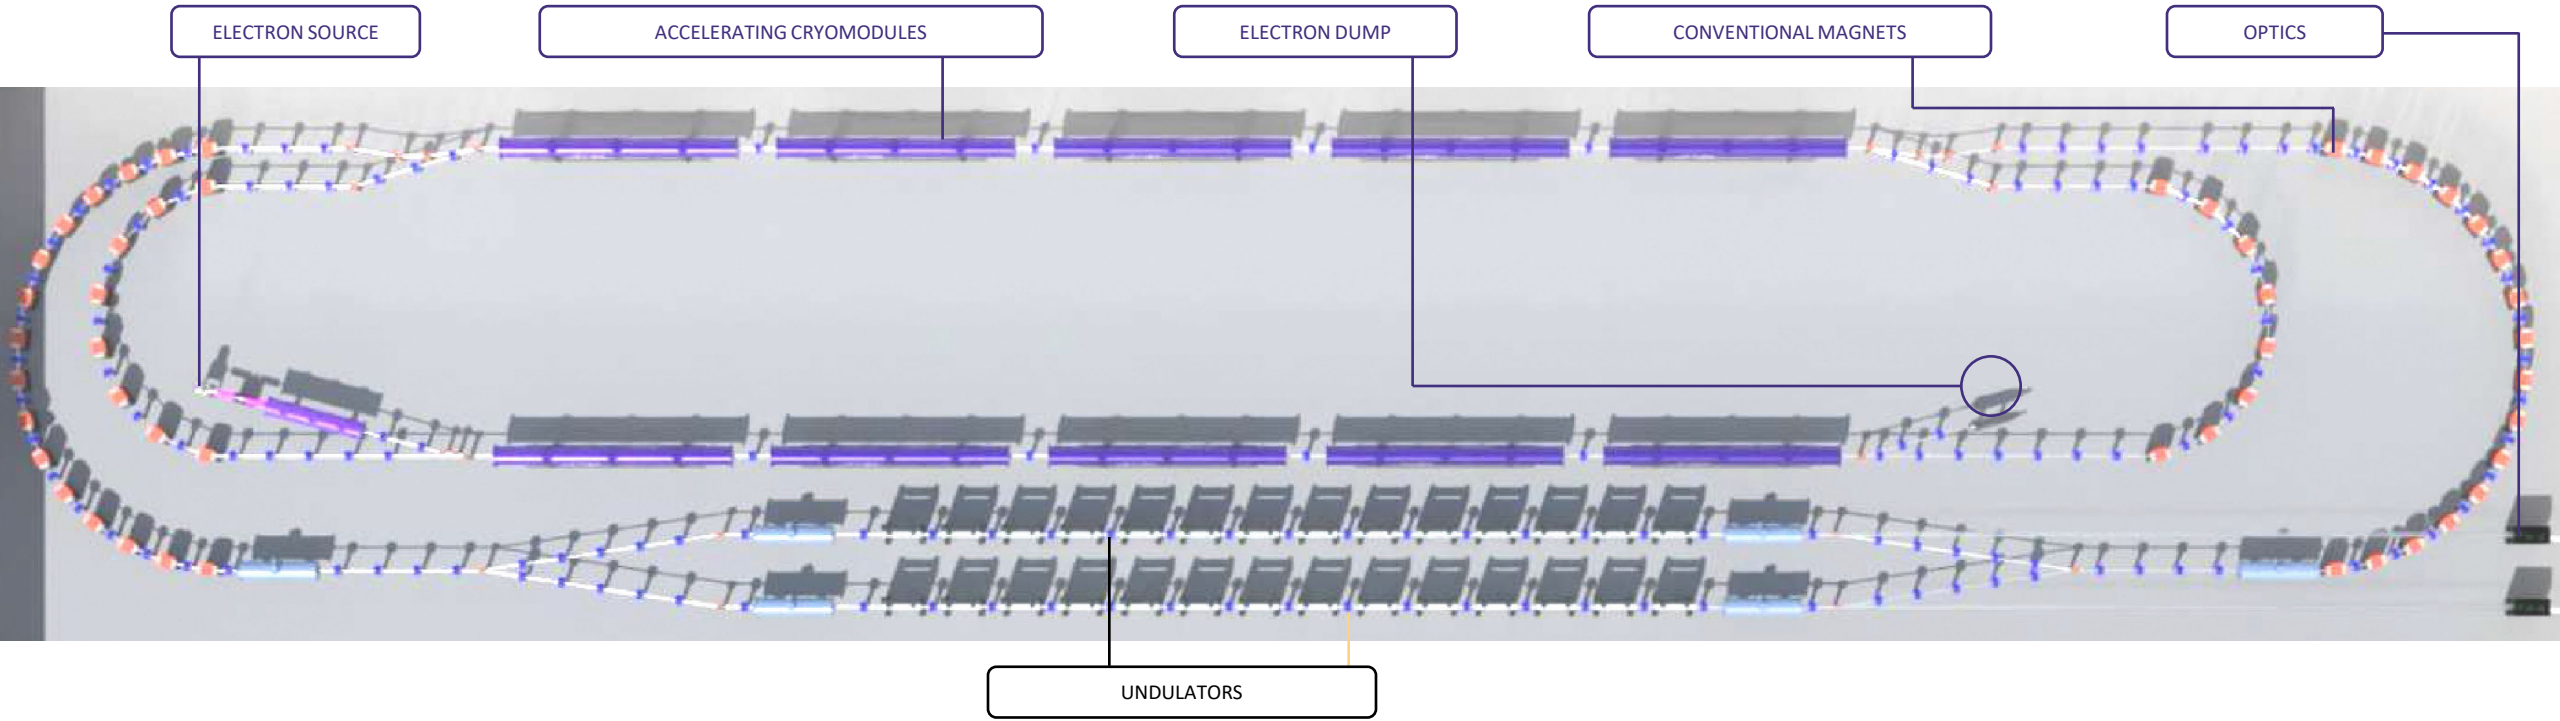 ELECTRON SOURCE
ACCELERATING CRYOMODULES
ELECTRON DUMP
CONVENTIONAL MAGNETS
OPTICS
UNDULATORS